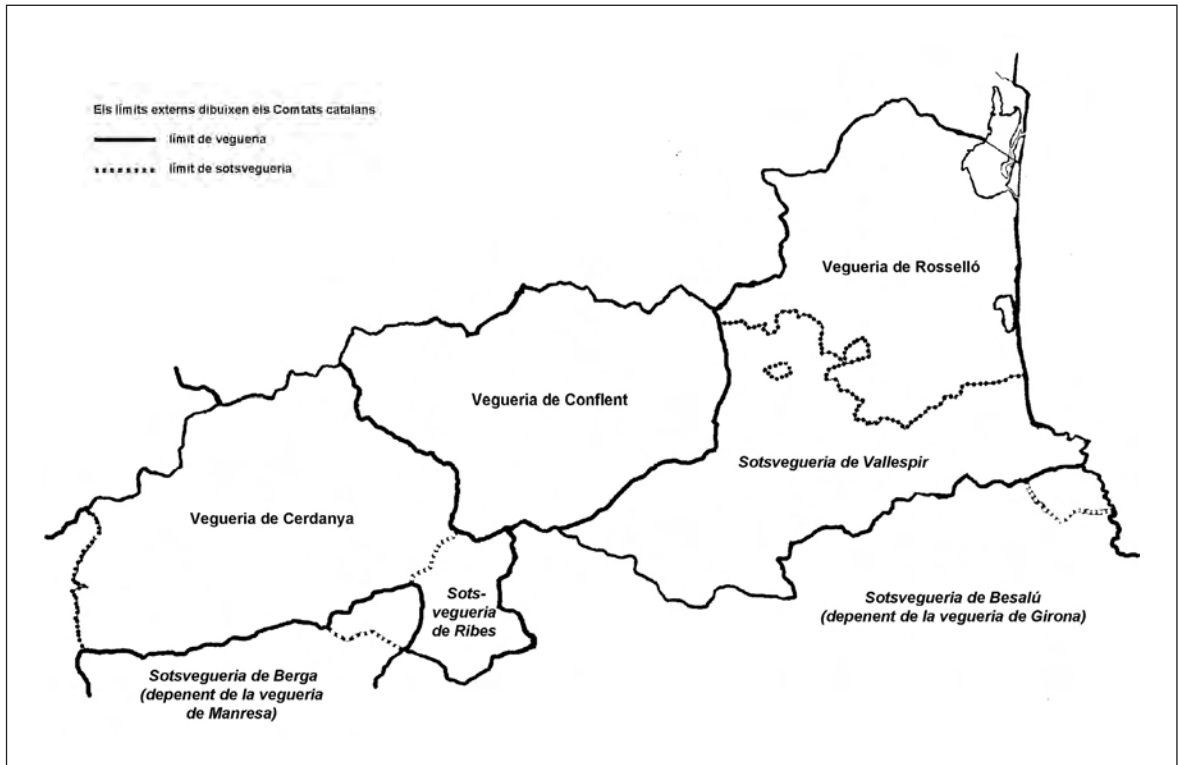 Els límits externs dibuixen els Comtats catalans
límit de vegueria
límit de sotsvegueria
Vegueria de Rosselló
Vegueria de Conflent
Sotsvegueria de Vallespir
Vegueria de Cerdanya
Sots-
vegueria
de Ribes
Sotsvegueria de Besalú
(depenent de la vegueria de Girona)
Sotsvegueria de Berga
(depenent de la vegueria
de Manresa)